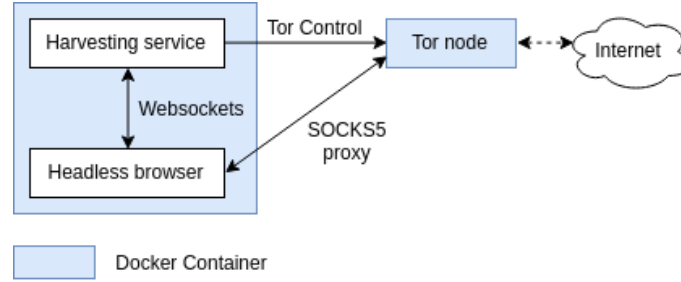 Harvesting service
Tor Control
Tor node
Internet
Websockets
SOCKS5
proxy
Headless browser
Docker Container